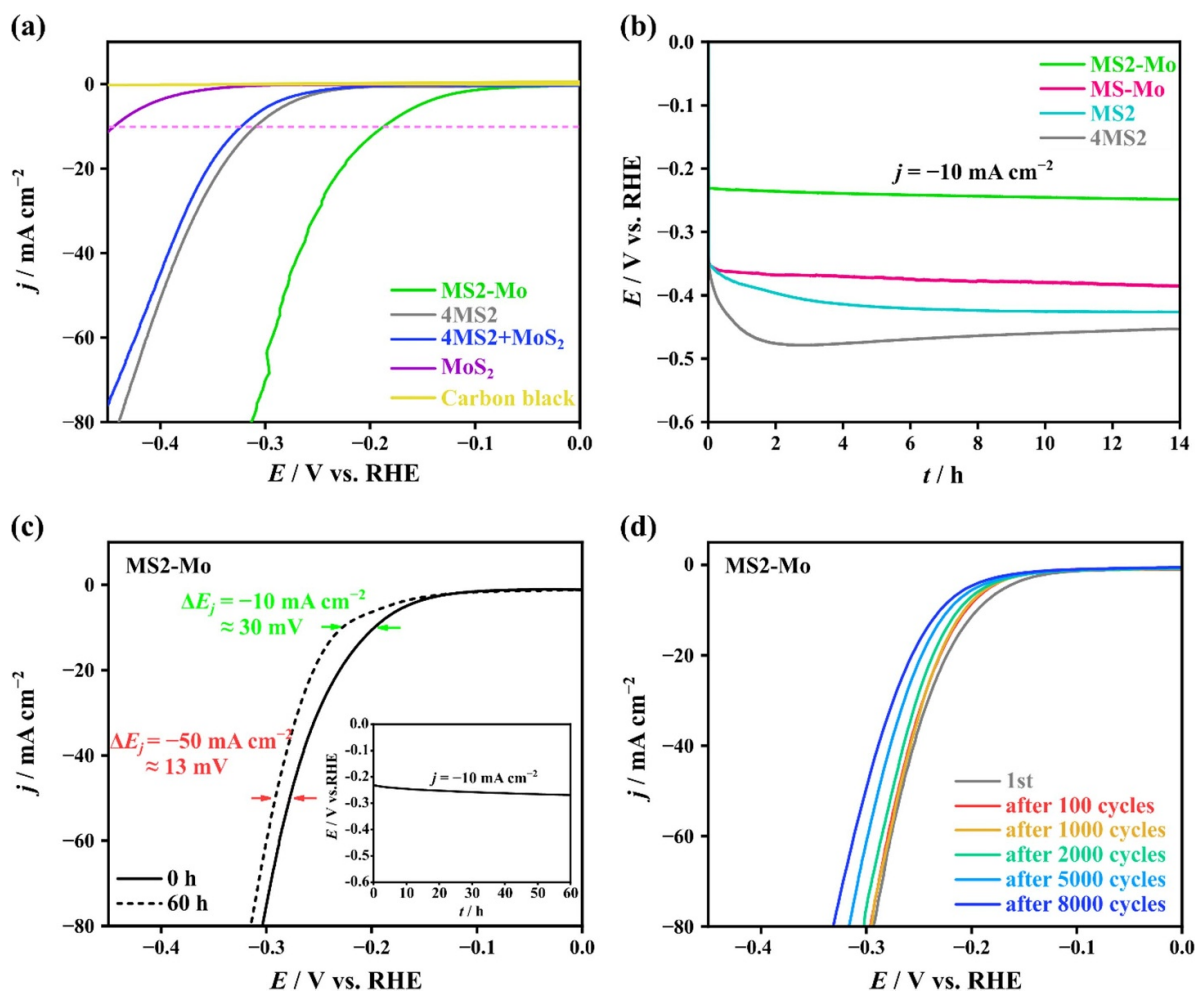 (a)
0
−20
−40
−60
−80
j / mA cm⁻²
MS2-Mo
4MS2
4MS2+MoS₂
MoS₂
Carbon black
−0.4
−0.3
−0.2
−0.1
0.0
E / V vs. RHE
(b)
0.0
−0.1
−0.2
−0.3
−0.4
−0.5
−0.6
E / V vs. RHE
MS2-Mo
MS-Mo
MS2
4MS2
j = −10 mA cm⁻²
0
2
4
6
8
10
12
14
t / h
(c)
MS2-Mo
0
−20
−40
−60
−80
j / mA cm⁻²
ΔEⱼ = −10 mA cm⁻²
≈ 30 mV
ΔEⱼ = −50 mA cm⁻²
≈ 13 mV
0 h
60 h
0.0
−0.1
−0.2
−0.3
−0.4
−0.5
−0.6
E / V vs.RHE
j = −10 mA cm⁻²
0
10
20
30
40
50
60
t / h
−0.4
−0.3
−0.2
−0.1
0.0
E / V vs. RHE
(d)
MS2-Mo
0
−20
−40
−60
−80
j / mA cm⁻²
1st
after 100 cycles
after 1000 cycles
after 2000 cycles
after 5000 cycles
after 8000 cycles
−0.4
−0.3
−0.2
−0.1
0.0
E / V vs. RHE